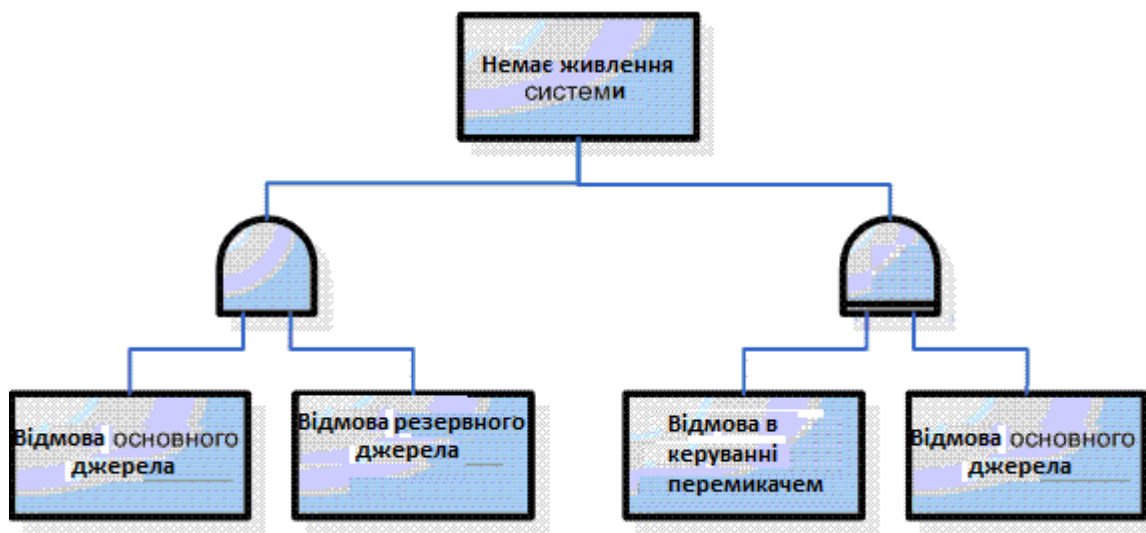 Немає живлення
системи
Відмова основного
джерела
Відмова резервного
джерела
Відмова в
керуванні
перемикачем
Відмова основного
джерела